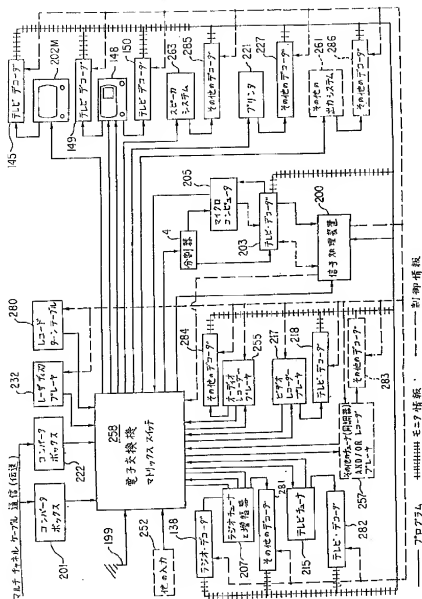 マルチチャネルケーブル通信(伝送)
201
コンバータ
ボックス
222
コンバータ
ボックス
232
レーザディスク
プレーヤ
280
レコード
ターンテーブル
199
252
他の入力
258
電子交換機
マトリックス スイッチ
145
テレビ・デコーダ
202M
149
テレビ・デコーダ
148
テレビ・デコーダ
150
スピーカ
システム
263
その他のデコーダ
285
プリンタ
221
その他のデコーダ
227
その他の
出力システム
261
その他のデコーダ
286
マイクロ
コンピュータ
205
分割器
4
テレビ・デコーダ
203
信号処理装置
200
138
ラジオ・デコーダ
ラジオチューナ
と増幅器
207
その他のデコーダ
281
テレビチューナ
215
テレビ・デコーダ
282
284
その他のデコーダ
オーディオ
レコーダ
プレーヤ
255
217
ビデオ
レコーダー
プレーヤ
218
テレビ・デコーダ
AND/OR レコーダ
プレーヤ
257
その他のデコーダ
283
プログラム
モニタ情報
制御情報